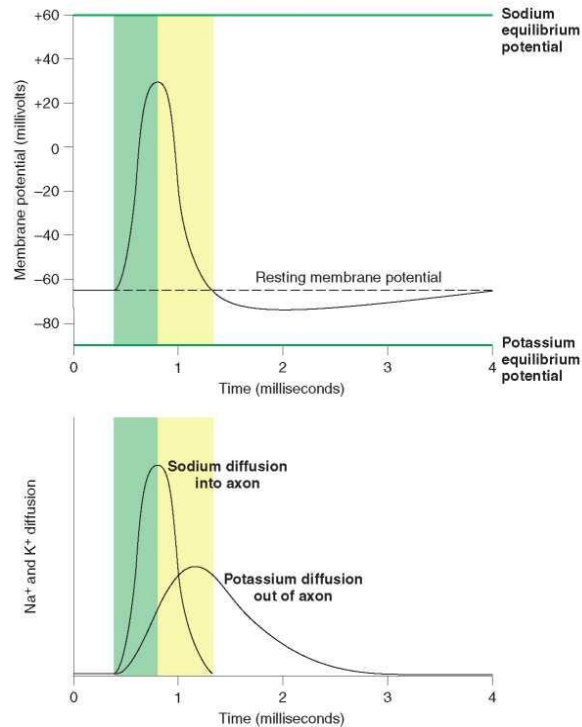 +60
+40
+20
0
–20
–40
–60
–80
Membrane potential (millivolts)
Sodium
equilibrium
potential
Resting membrane potential
Potassium
equilibrium
potential
0
1
2
3
4
Time (milliseconds)
Na⁺ and K⁺ diffusion
Sodium diffusion
into axon
Potassium diffusion
out of axon
0
1
2
3
4
Time (milliseconds)